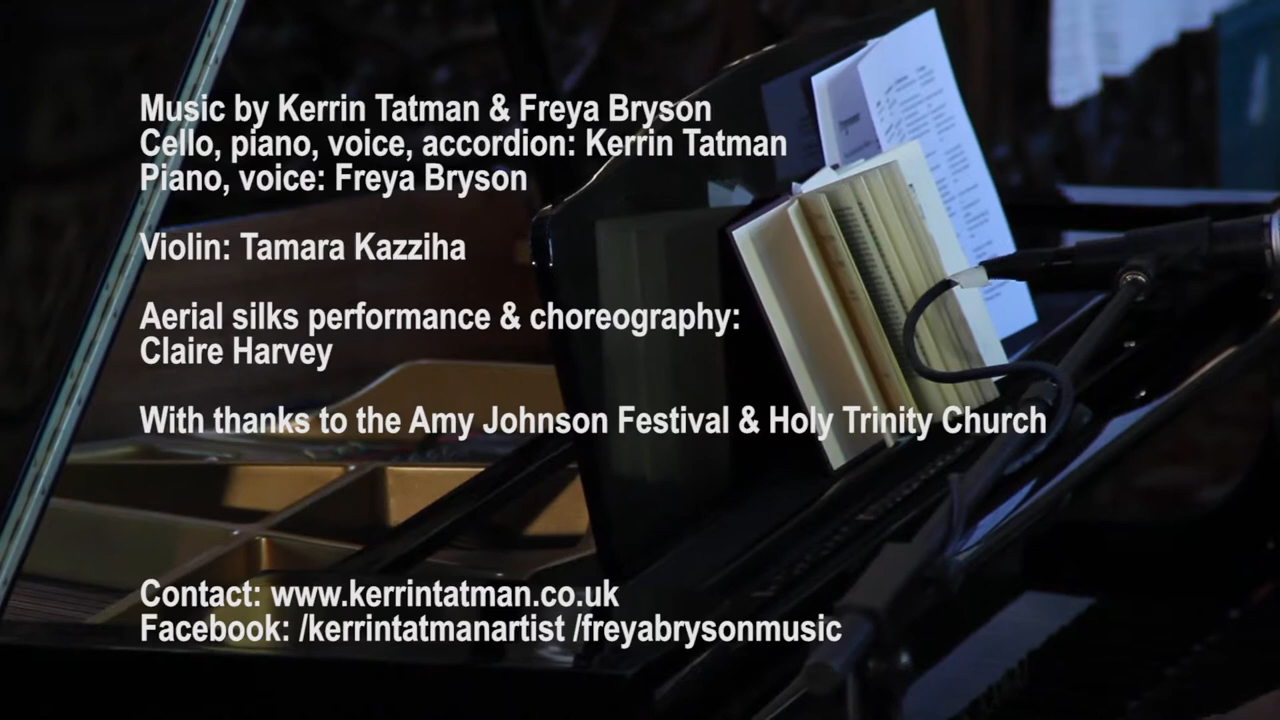 Music by Kerrin Tatman & Freya Bryson
Cello, piano, voice, accordion: Kerrin Tatman
Piano, voice: Freya Bryson
Violin: Tamara Kazziha
Aerial silks performance & choreography:
Claire Harvey
With thanks to the Amy Johnson Festival & Holy Trinity Church
Contact: www.kerrintatman.co.uk
Facebook: /kerrintatmanartist /freyabrysonmusic